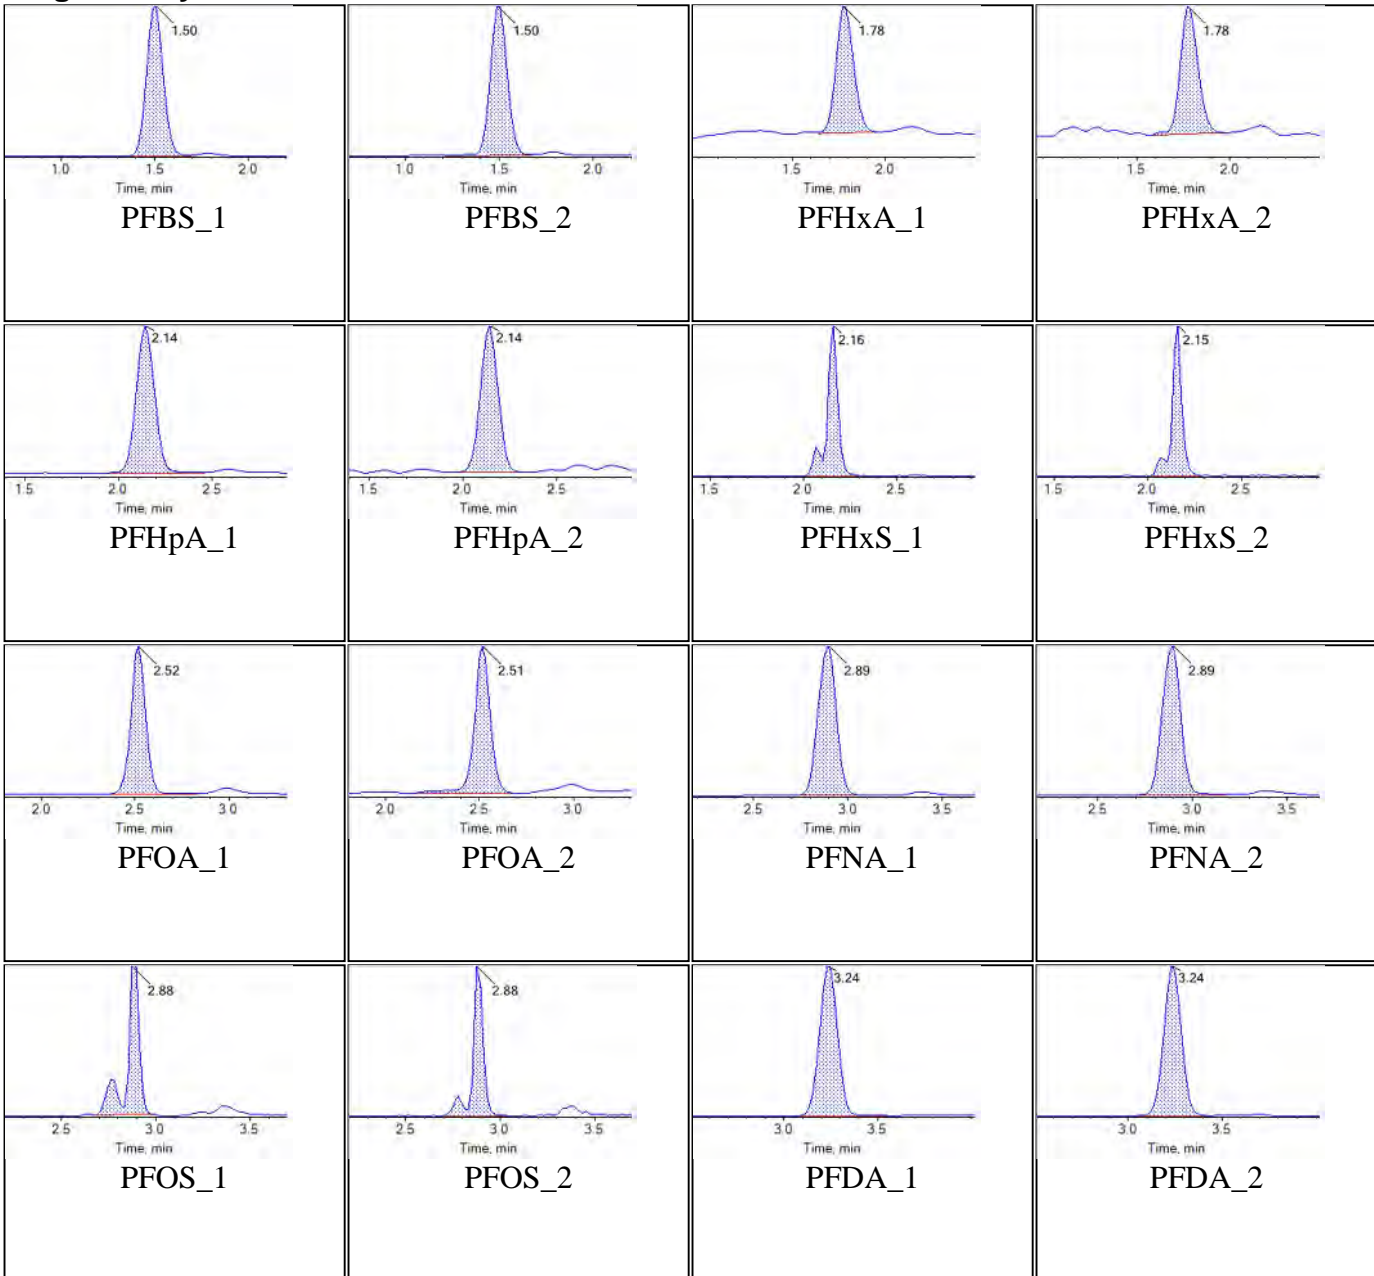 1.50
1.0 1.5 2.0
Time, min
PFBS_1
1.50
1.0 1.5 2.0
Time, min
PFBS_2
1.78
1.5 2.0
Time, min
PFHxA_1
1.78
1.5 2.0
Time, min
PFHxA_2
2.14
1.5 2.0 2.5
Time, min
PFHpA_1
2.14
1.5 2.0 2.5
Time, min
PFHpA_2
2.16
1.5 2.0 2.5
Time, min
PFHxS_1
2.15
1.5 2.0 2.5
Time, min
PFHxS_2
2.52
2.0 2.5 3.0
Time, min
PFOA_1
2.51
2.0 2.5 3.0
Time, min
PFOA_2
2.89
2.5 3.0 3.5
Time, min
PFNA_1
2.89
2.5 3.0 3.5
Time, min
PFNA_2
2.88
2.5 3.0 3.5
Time, min
PFOS_1
2.88
2.5 3.0 3.5
Time, min
PFOS_2
3.24
3.0 3.5
Time, min
PFDA_1
3.24
3.0 3.5
Time, min
PFDA_2